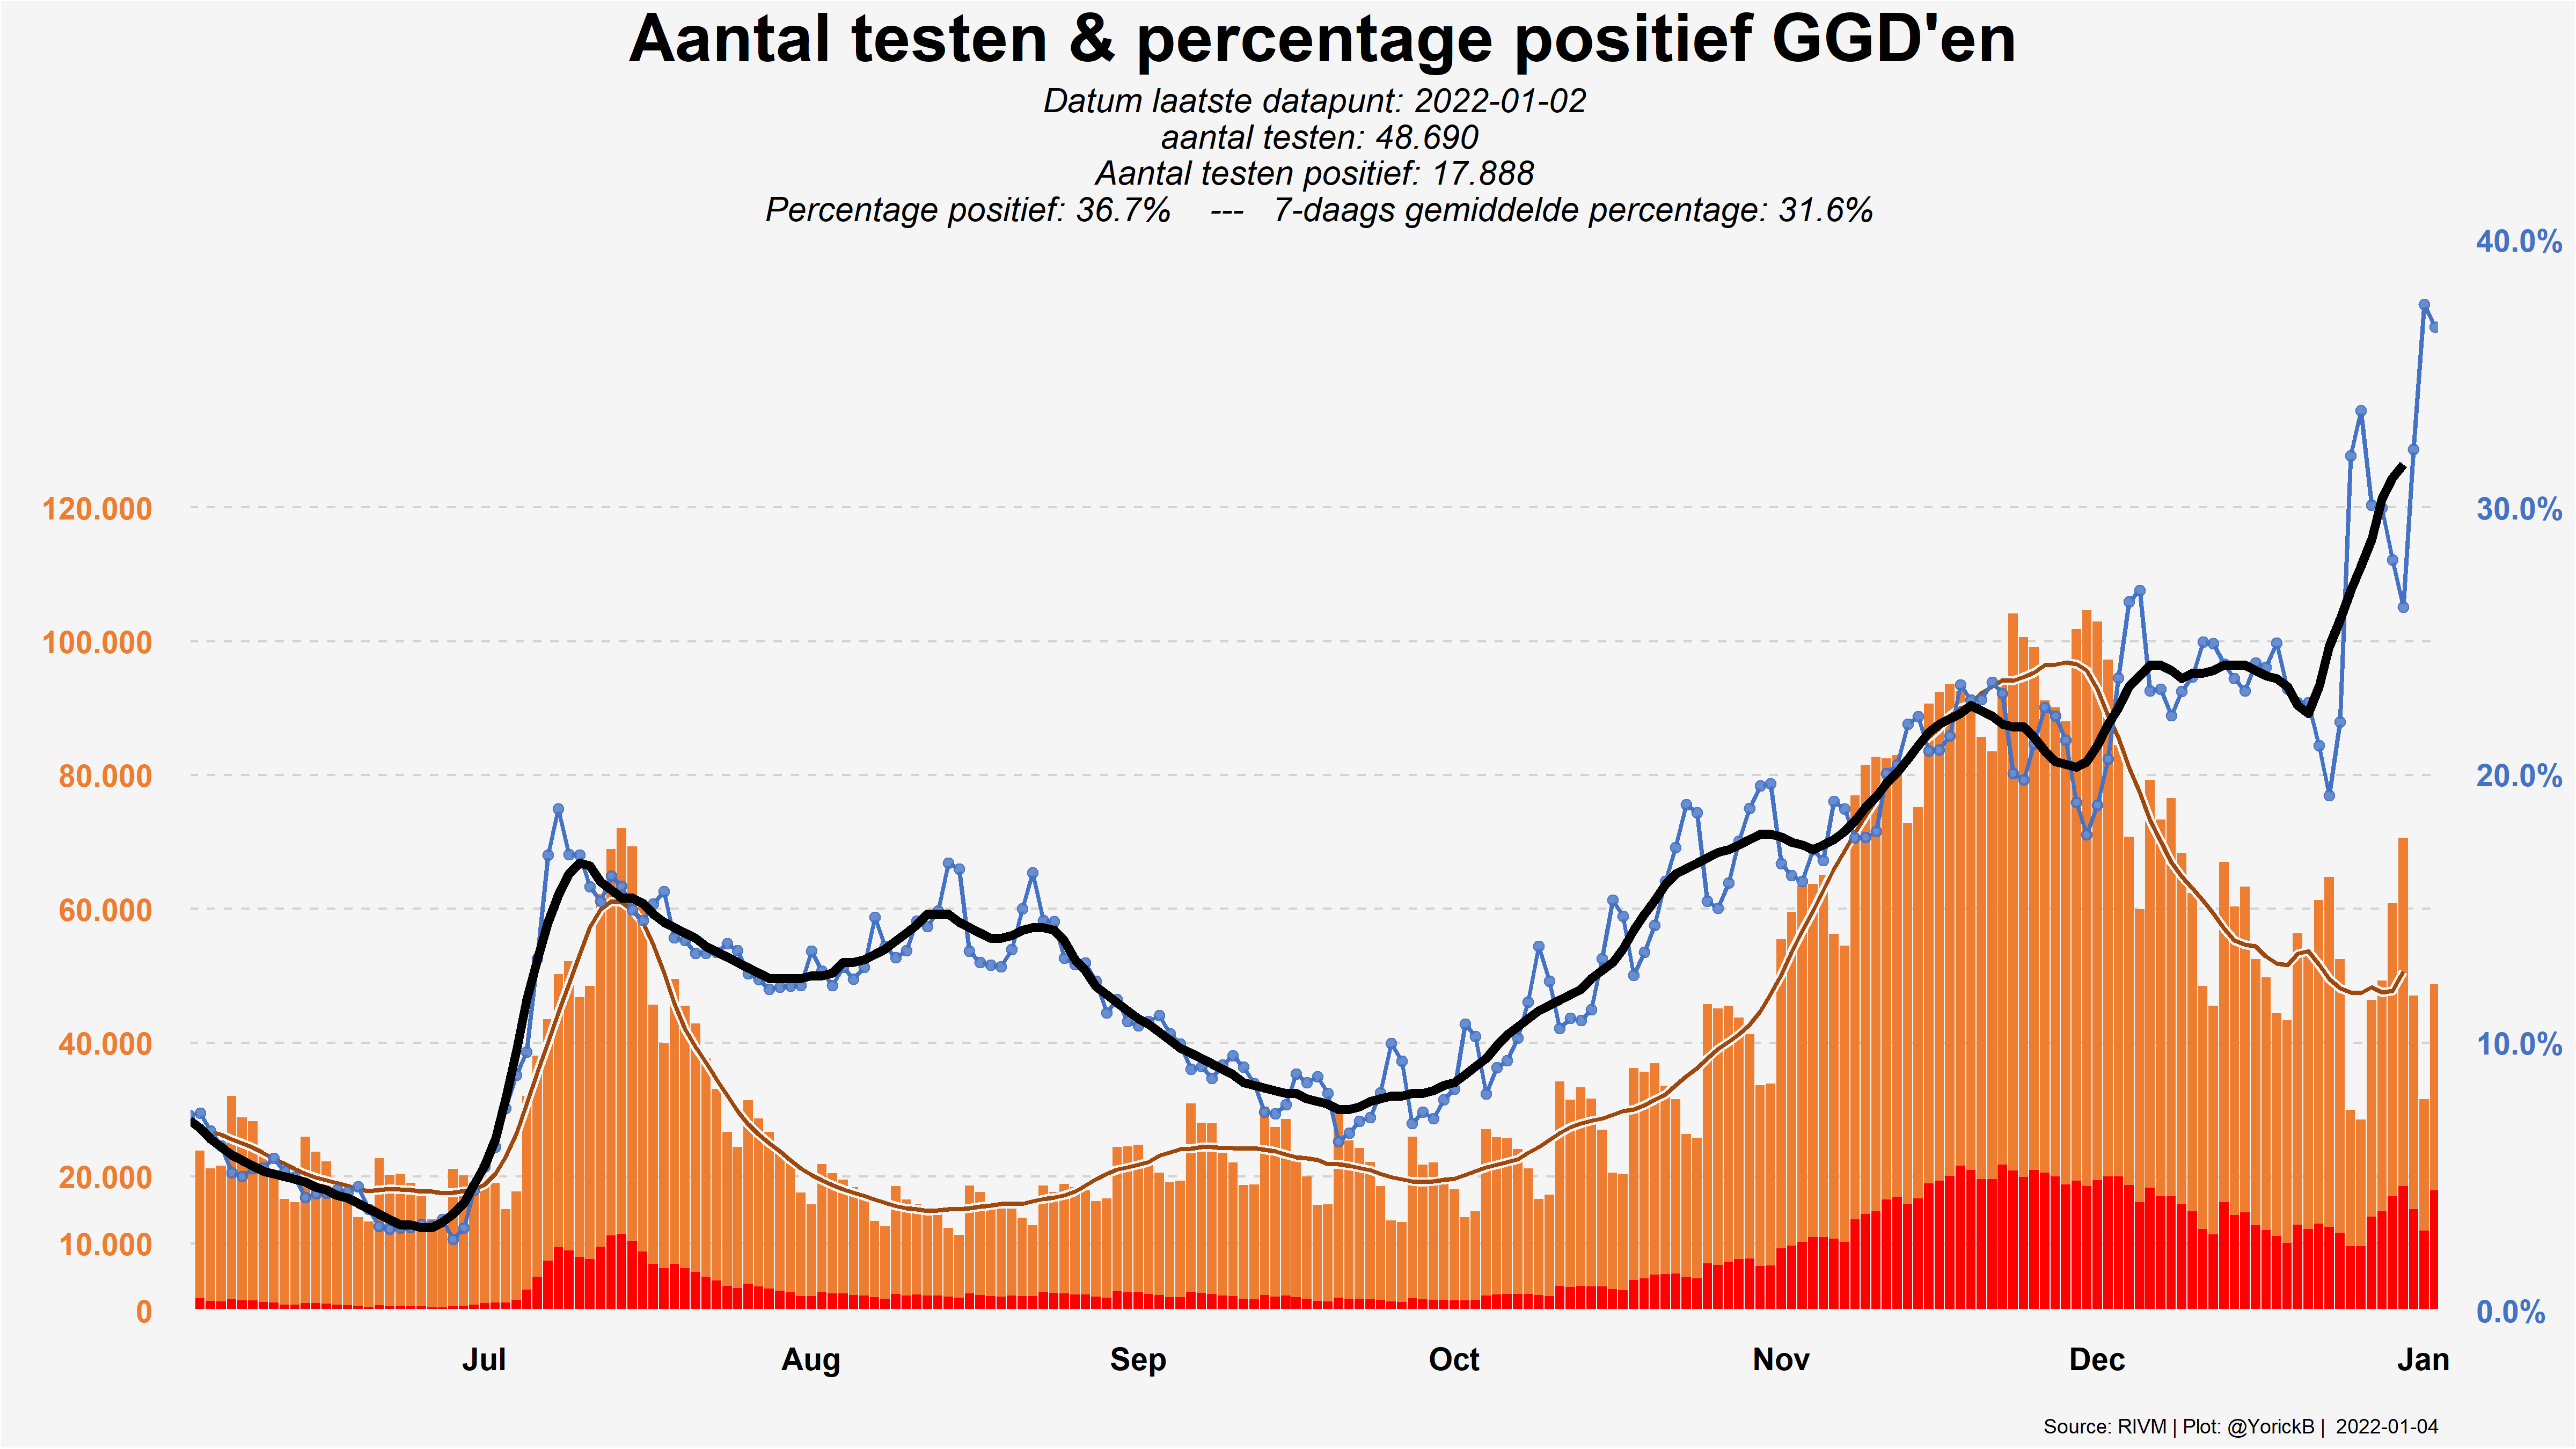 Aantal testen & percentage positief GGD'en
Datum laatste datapunt: 2022-01-02
aantal testen: 48.690
Aantal testen positief: 17.888
Percentage positief: 36.7% --- 7-daags gemiddelde percentage: 31.6%
40.0%
120.000 30.0%
100.000
80.000 20.0%
60.000
40.000 10.0%
20.000
10.000
0 0.0%
Jul Aug Sep Oct Nov Dec Jan
Source: RIVM | Plot: @YorickB | 2022-01-04